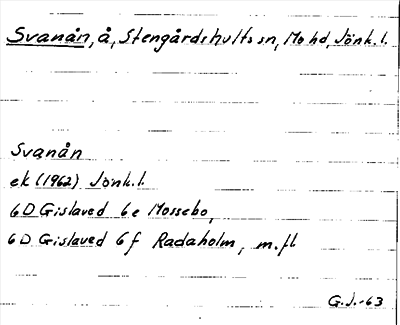 Svanån, å, Stengårdshults sn, Mo hd, Jönk. l.
Svanån
ek (1962) Jönk. l.
6D Gislaved 6e Mossebo,
6D Gislaved 6f Radaholm, m. fl
G.J.-63